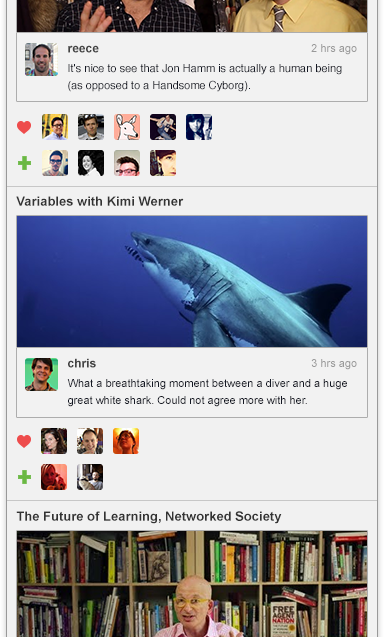 reece
2 hrs ago
It's nice to see that Jon Hamm is actually a human being
(as opposed to a Handsome Cyborg).
Variables with Kimi Werner
chris
3 hrs ago
What a breathtaking moment between a diver and a huge
great white shark. Could not agree more with her.
The Future of Learning, Networked Society
FREE
AGENT
NATION